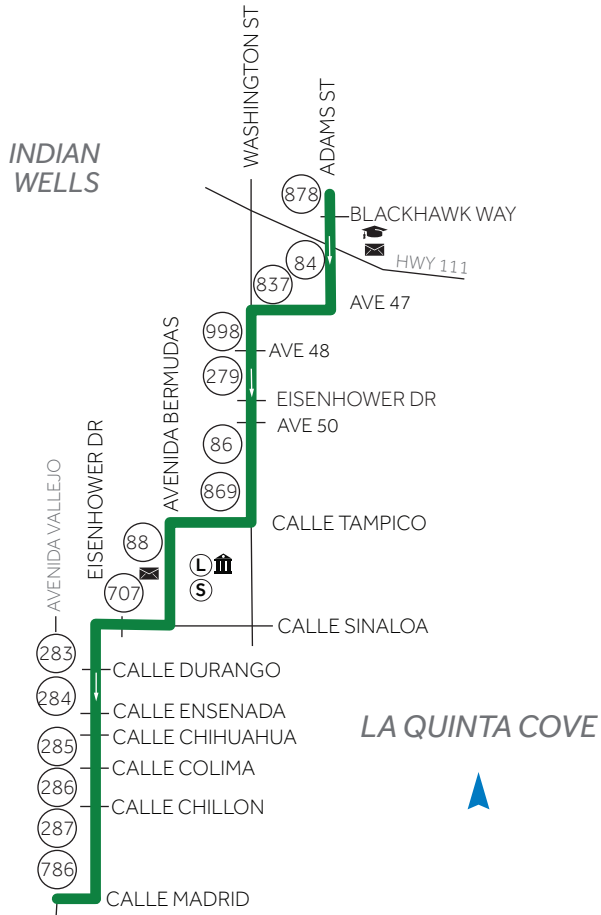 WASHINGTON ST
ADAMS ST
INDIAN
WELLS
878
BLACKHAWK WAY
HWY 111
84
837
AVE 47
998
AVE 48
279
EISENHOWER DR
AVE 50
86
869
AVENIDA BERMUDAS
CALLE TAMPICO
EISENHOWER DR
AVENIDA VALLEJO
88
L
S
707
CALLE SINALOA
283
CALLE DURANGO
284
CALLE ENSENADA
LA QUINTA COVE
285
CALLE CHIHUAHUA
CALLE COLIMA
286
CALLE CHILLON
287
786
CALLE MADRID